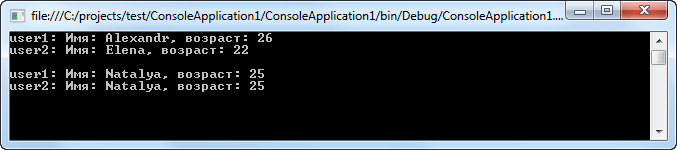 file:///C:/projects/test/ConsoleApplication1/ConsoleApplication1/bin/Debug/ConsoleApplication1....
user1: Имя: Alexandr, возраст: 26
user2: Имя: Elena, возраст: 22
user1: Имя: Natalya, возраст: 25
user2: Имя: Natalya, возраст: 25